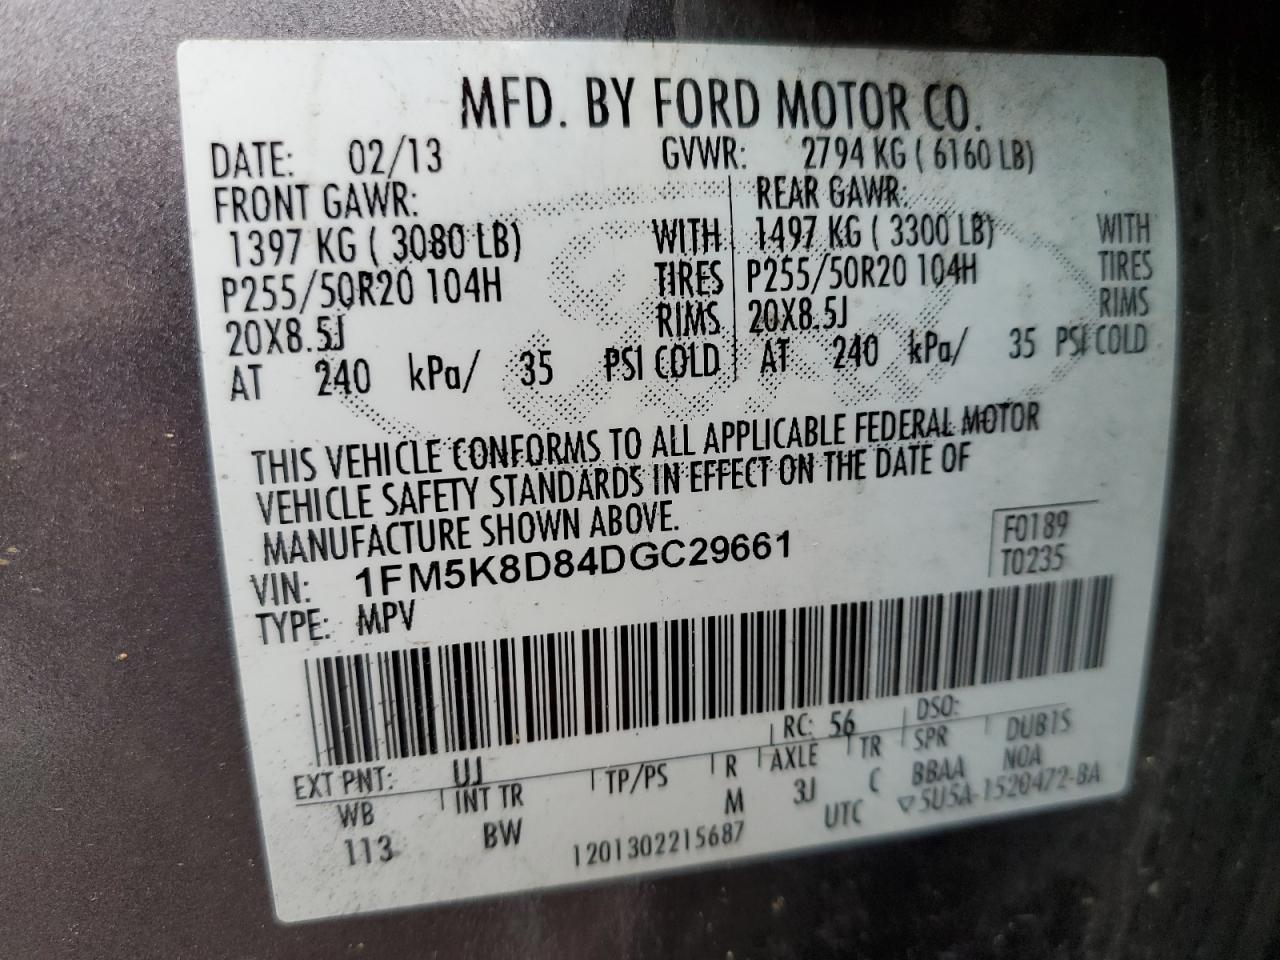 MFD. BY FORD MOTOR CO.
DATE: 02/13 GVWR: 2794 KG ( 6160 LB)
FRONT GAWR: REAR GAWR:
1397 KG ( 3080 LB) WITH 1497 KG ( 3300 LB) WITH
P255/50R20 104H TIRES P255/50R20 104H TIRES
20X8.5J RIMS 20X8.5J RIMS
AT 240 kPa/ 35 PSI COLD AT 240 kPa/ 35 PSI COLD
THIS VEHICLE CONFORMS TO ALL APPLICABLE FEDERAL MOTOR
VEHICLE SAFETY STANDARDS IN EFFECT ON THE DATE OF
MANUFACTURE SHOWN ABOVE.
VIN: 1FM5K8D84DGC29661 F0189
TYPE: MPV T0235
EXT PNT: UJ RC: 56 DSO:
WB INT TR TP/PS R AXLE TR SPR DUB1S
113 BW M 3J C BBAA NOA
1201302215687 UTC ▽5U5A-1520472-BA